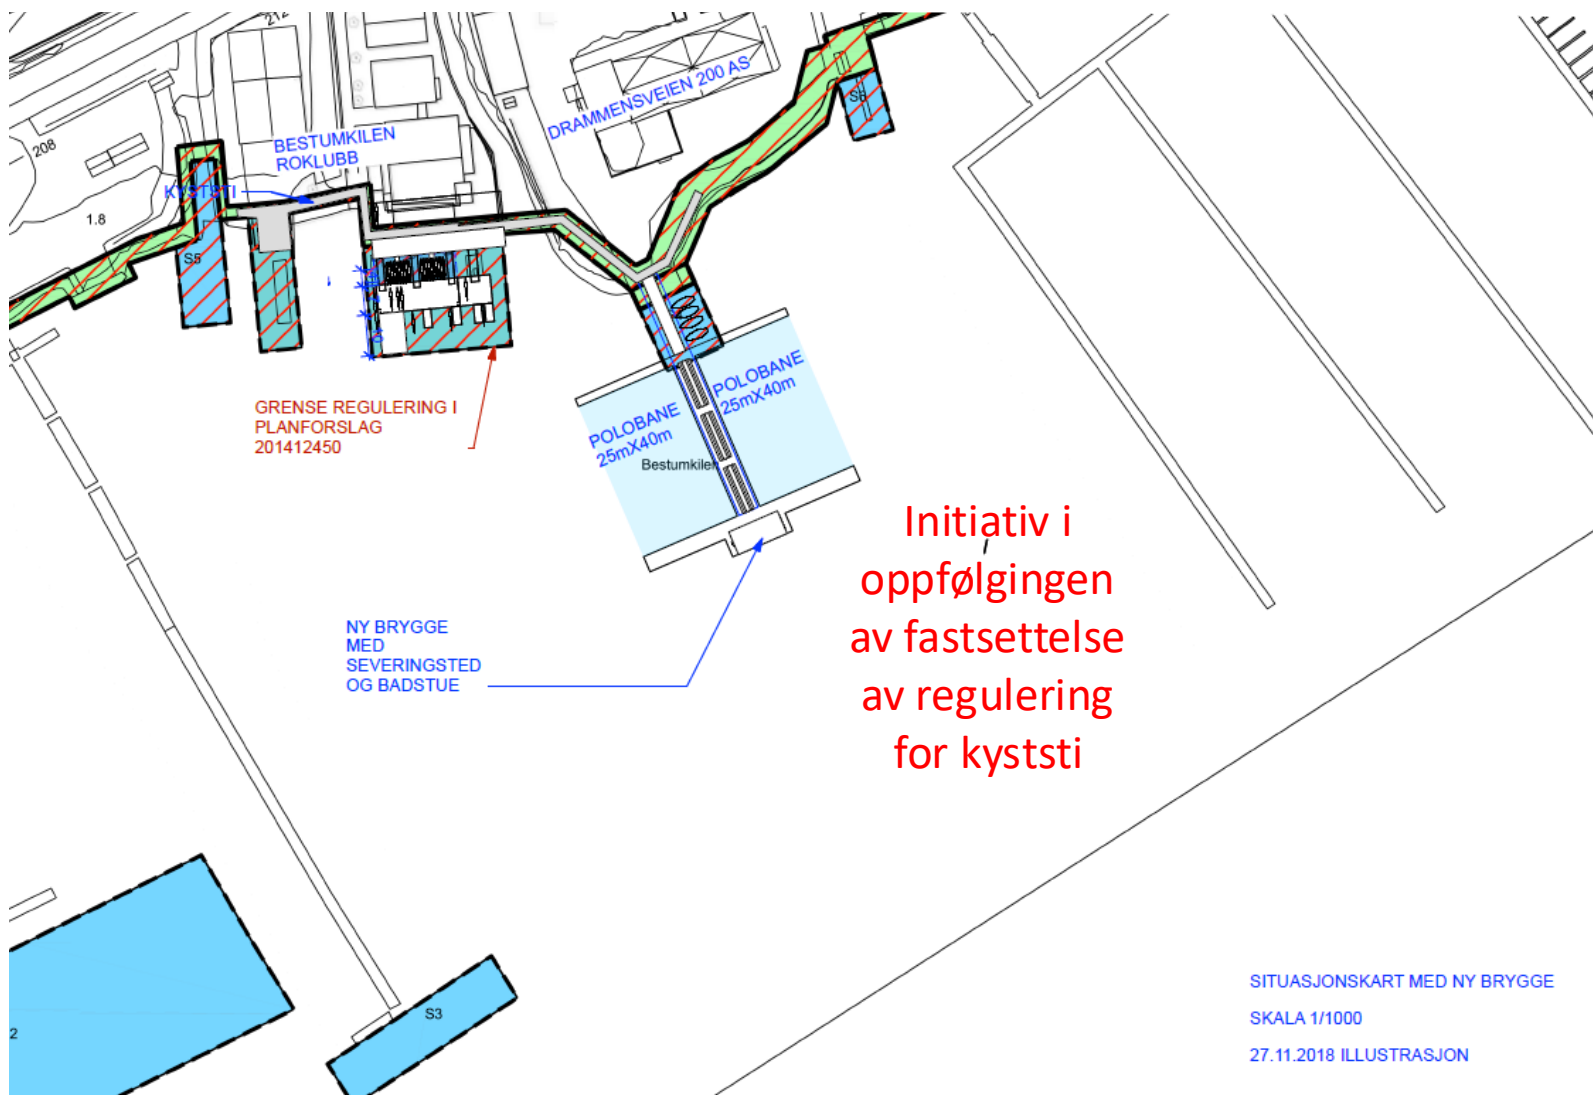 212
208
1.8
BESTUMKILEN
ROKLUBB
KYSTSTI
DRAMMENSVEIEN 200 AS
S6
S5
GRENSE REGULERING I
PLANFORSLAG
201412450
POLOBANE
25mX40m
POLOBANE
25mX40m
Bestumkilen
NY BRYGGE
MED
SEVERINGSTED
OG BADSTUE
Initiativ i
oppfølgingen
av fastsettelse
av regulering
for kyststi
S3
2
SITUASJONSKART MED NY BRYGGE
SKALA 1/1000
27.11.2018 ILLUSTRASJON